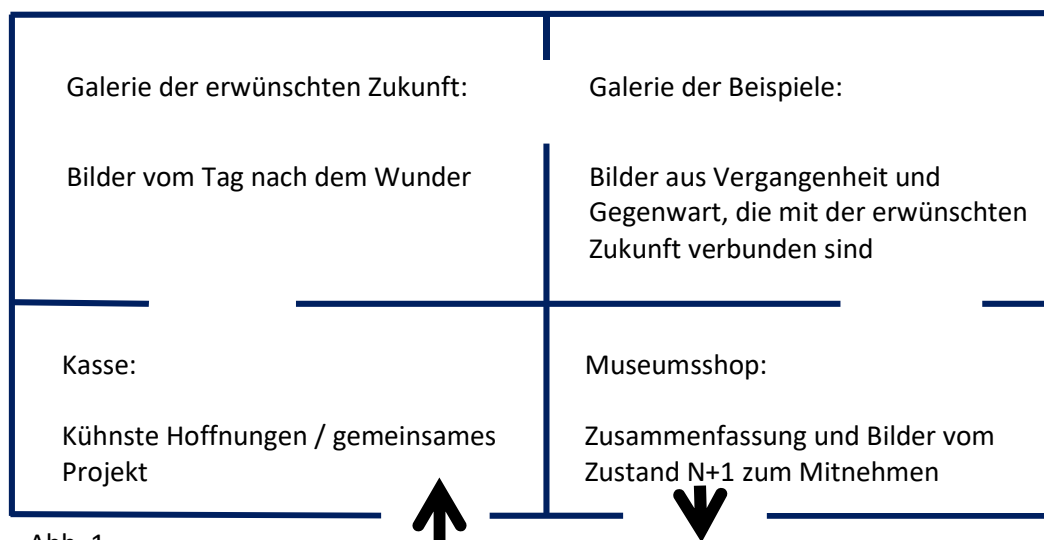 Galerie der erwünschten Zukunft:
Bilder vom Tag nach dem Wunder
Galerie der Beispiele:
Bilder aus Vergangenheit und
Gegenwart, die mit der erwünschten
Zukunft verbunden sind
Kasse:
Kühnste Hoffnungen / gemeinsames
Projekt
Museumsshop:
Zusammenfassung und Bilder vom
Zustand N+1 zum Mitnehmen
Abb. 1